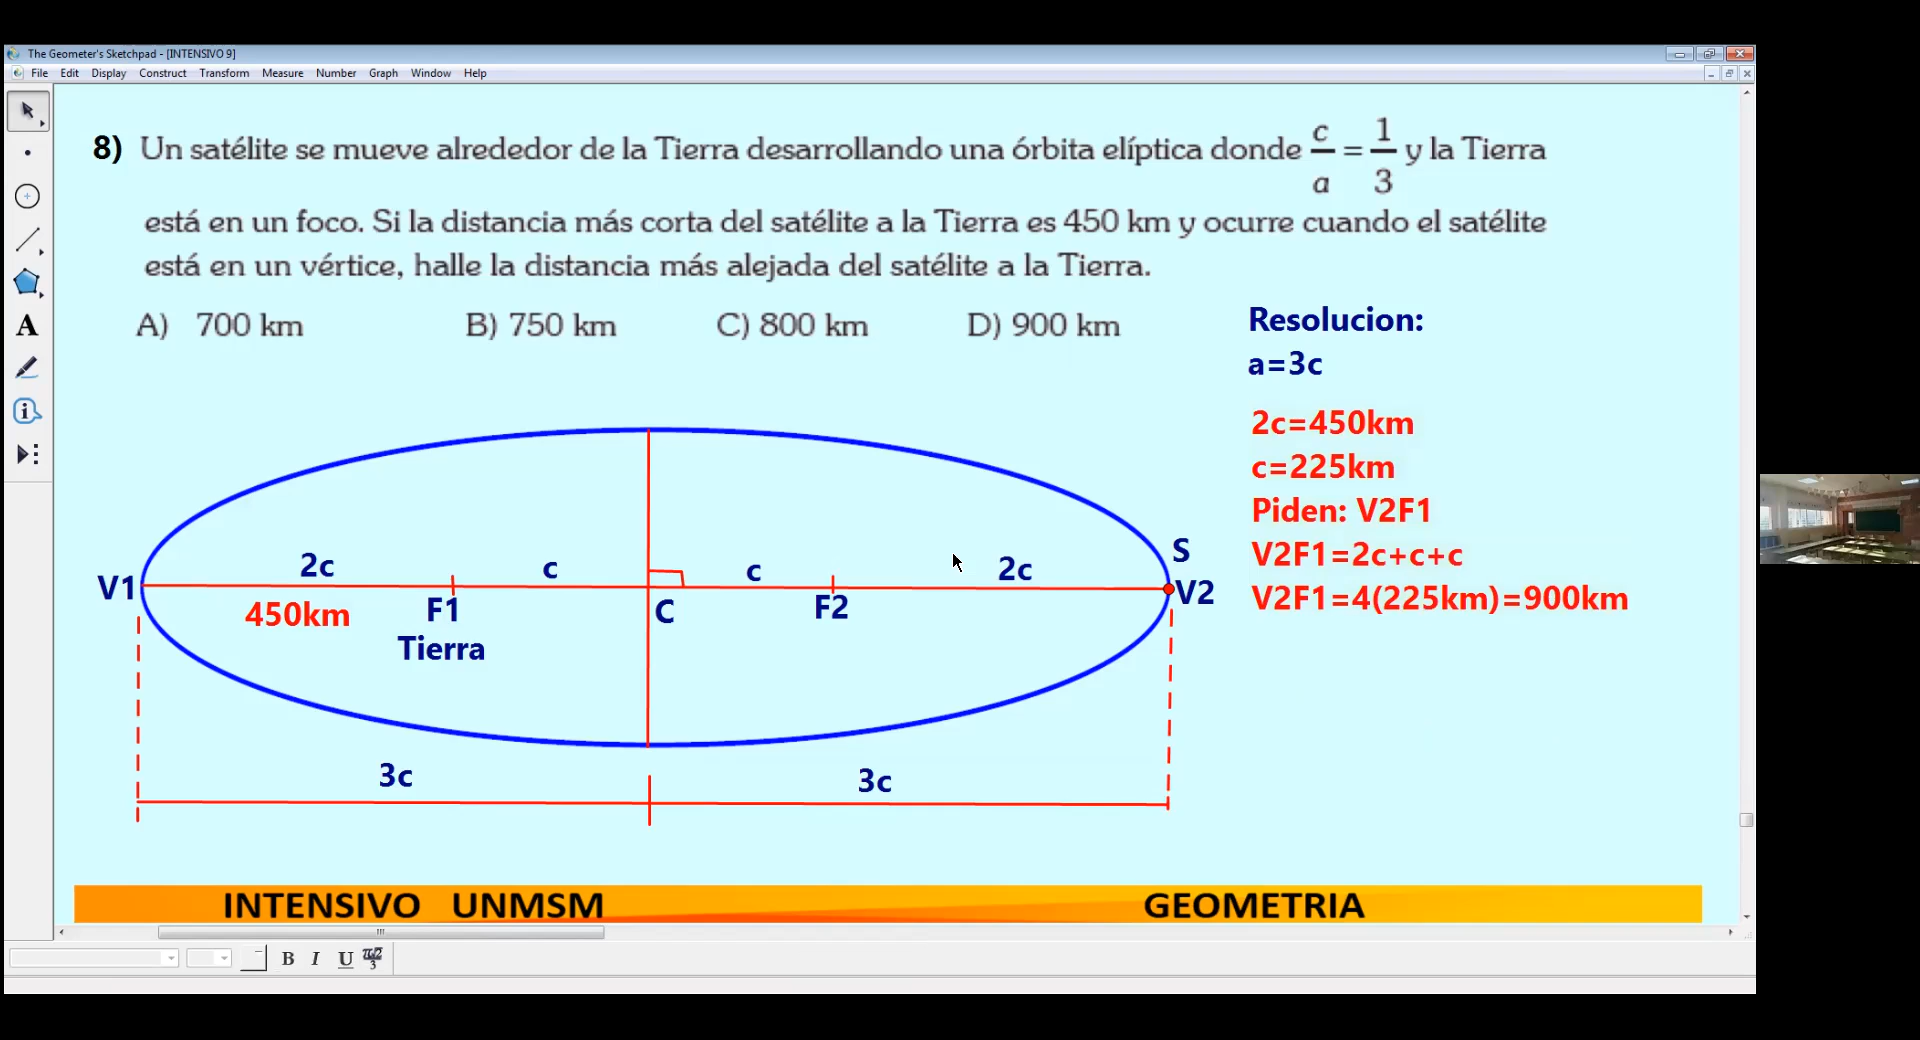 The Geometer's Sketchpad - [INTENSIVO 9]
File Edit Display Construct Transform Measure Number Graph Window Help
8) Un satélite se mueve alrededor de la Tierra desarrollando una órbita elíptica donde c/a = 1/3 y la Tierra
está en un foco. Si la distancia más corta del satélite a la Tierra es 450 km y ocurre cuando el satélite
está en un vértice, halle la distancia más alejada del satélite a la Tierra.
A) 700 km B) 750 km C) 800 km D) 900 km
Resolucion:
a=3c
2c=450km
c=225km
Piden: V2F1
V2F1=2c+c+c
V2F1=4(225km)=900km
2c c c 2c S
V1 V2
450km F1 C F2
Tierra
3c 3c
INTENSIVO UNMSM GEOMETRIA
A
B I U